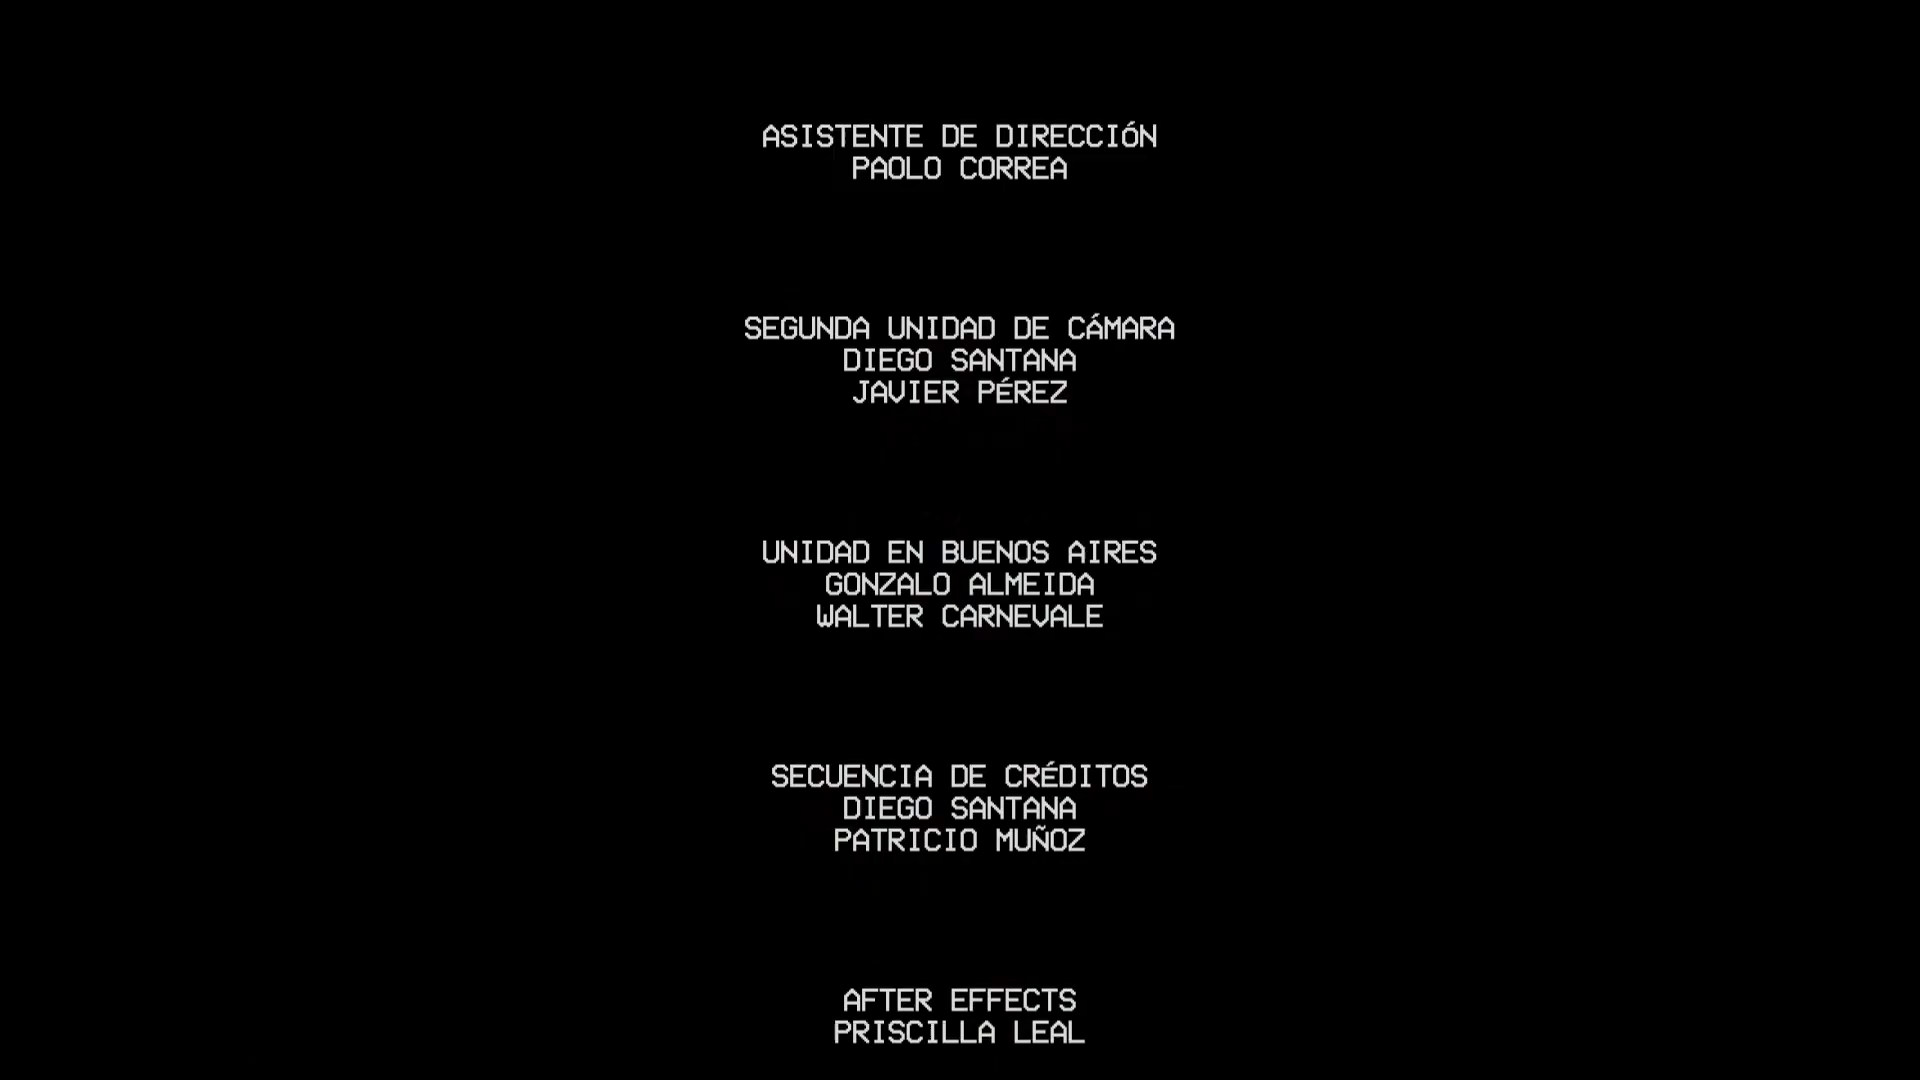 ASISTENTE DE DIRECCIÓN
PAOLO CORREA
SEGUNDA UNIDAD DE CÁMARA
DIEGO SANTANA
JAVIER PÉREZ
UNIDAD EN BUENOS AIRES
GONZALO ALMEIDA
WALTER CARNEVALE
SECUENCIA DE CRÉDITOS
DIEGO SANTANA
PATRICIO MUÑOZ
AFTER EFFECTS
PRISCILLA LEAL